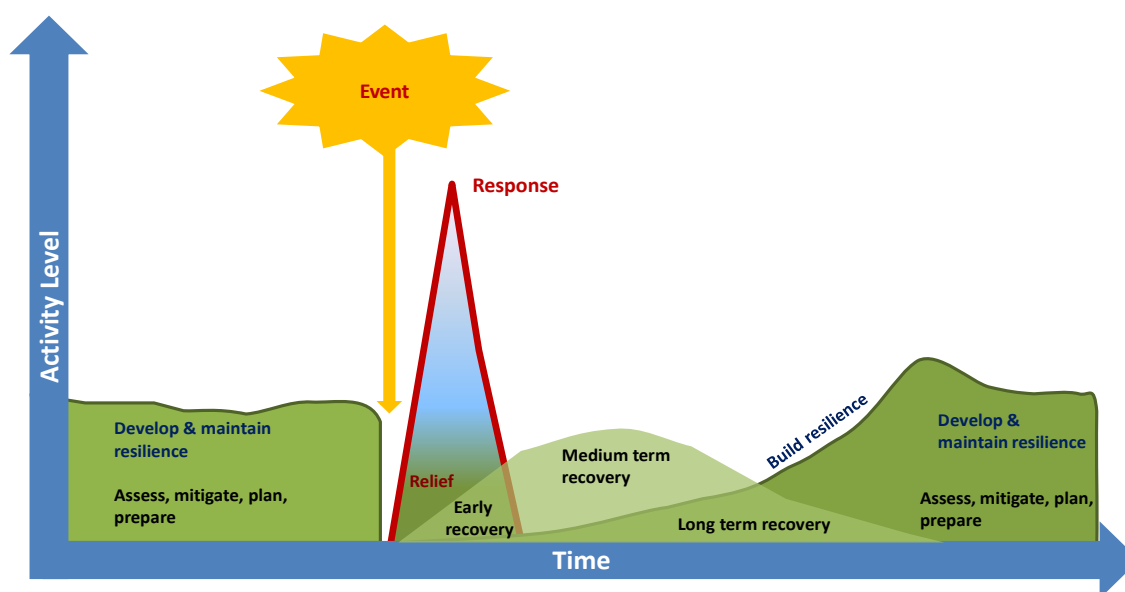 Event
Response
Activity Level
Develop & maintain
resilience
Assess, mitigate, plan,
prepare
Relief
Early
recovery
Medium term
recovery
Long term recovery
Build resilience
Develop &
maintain resilience
Assess, mitigate, plan,
prepare
Time